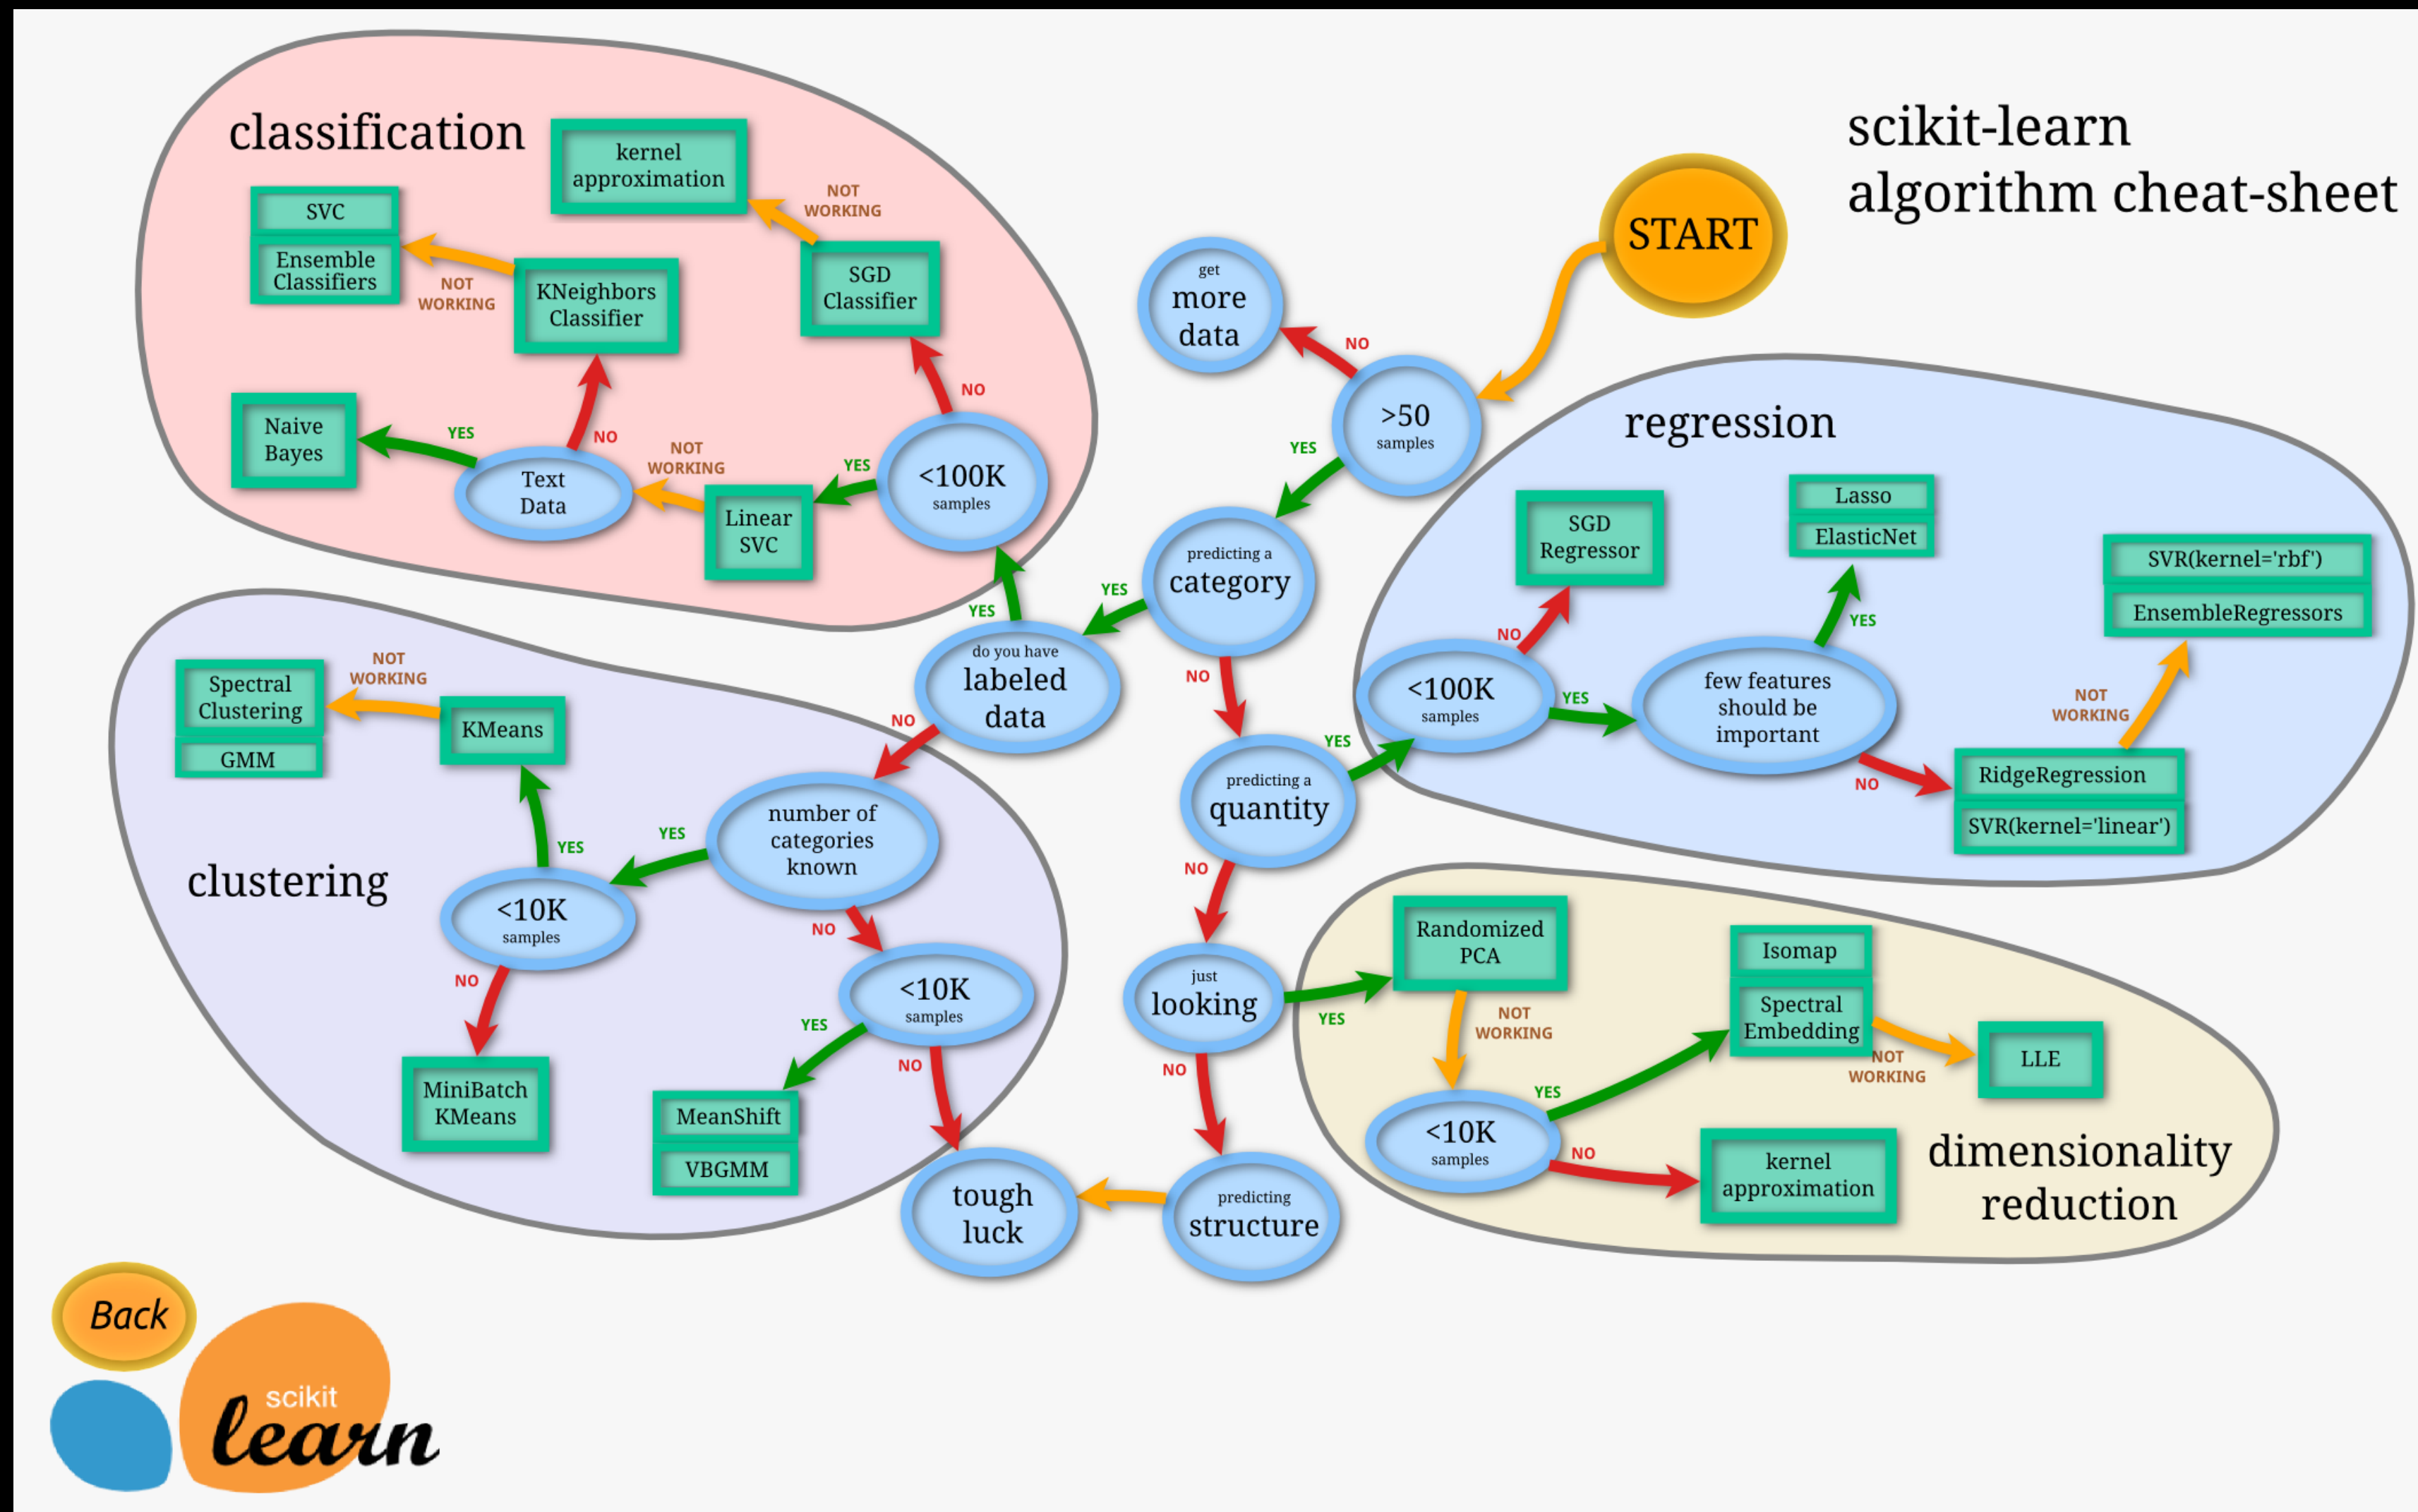 scikit-learn
algorithm cheat-sheet
START
classification
kernel
approximation
NOT
WORKING
SVC
Ensemble
Classifiers
NOT
WORKING
KNeighbors
Classifier
SGD
Classifier
NO
Naive
Bayes
YES
NO
Text
Data
NOT
WORKING
YES
Linear
SVC
<100K
samples
get
more
data
NO
>50
samples
YES
predicting a
category
YES
YES
do you have
labeled
data
NO
NO
predicting a
quantity
YES
NO
just
looking
YES
NO
predicting
structure
tough
luck
regression
SGD
Regressor
Lasso
ElasticNet
SVR(kernel='rbf')
EnsembleRegressors
NO
YES
<100K
samples
YES
few features
should be
important
NOT
WORKING
NO
RidgeRegression
SVR(kernel='linear')
clustering
Spectral
Clustering
GMM
NOT
WORKING
KMeans
number of
categories
known
YES
YES
<10K
samples
NO
NO
<10K
samples
YES
NO
MiniBatch
KMeans
MeanShift
VBGMM
Randomized
PCA
NOT
WORKING
Isomap
Spectral
Embedding
NOT
WORKING
LLE
YES
<10K
samples
NO
kernel
approximation
dimensionality
reduction
Back
scikit
learn